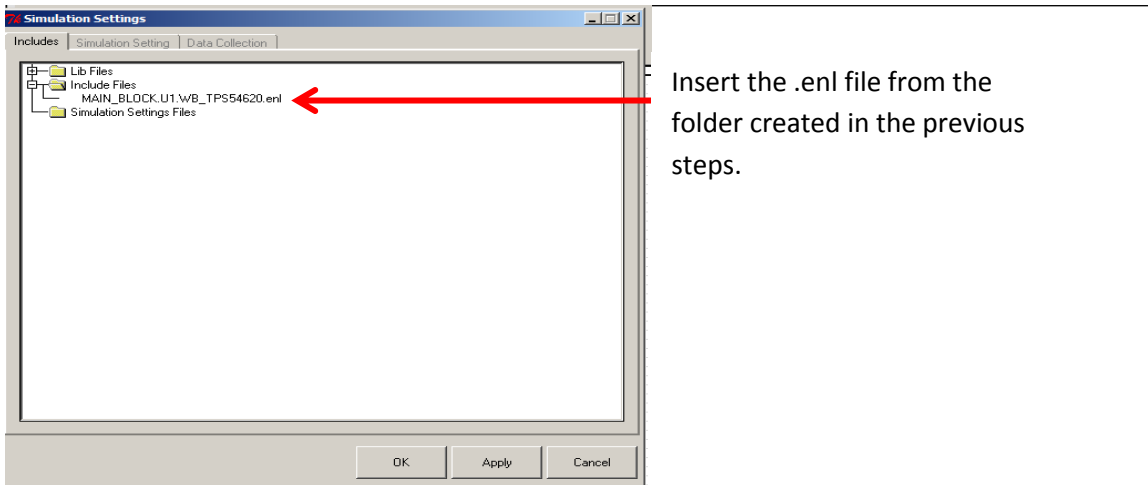 Simulation Settings
Includes Simulation Setting Data Collection
Lib Files
Include Files
MAIN_BLOCK.U1.WB_TPS54620.enl
Simulation Settings Files
Insert the .enl file from the
folder created in the previous
steps.
OK Apply Cancel